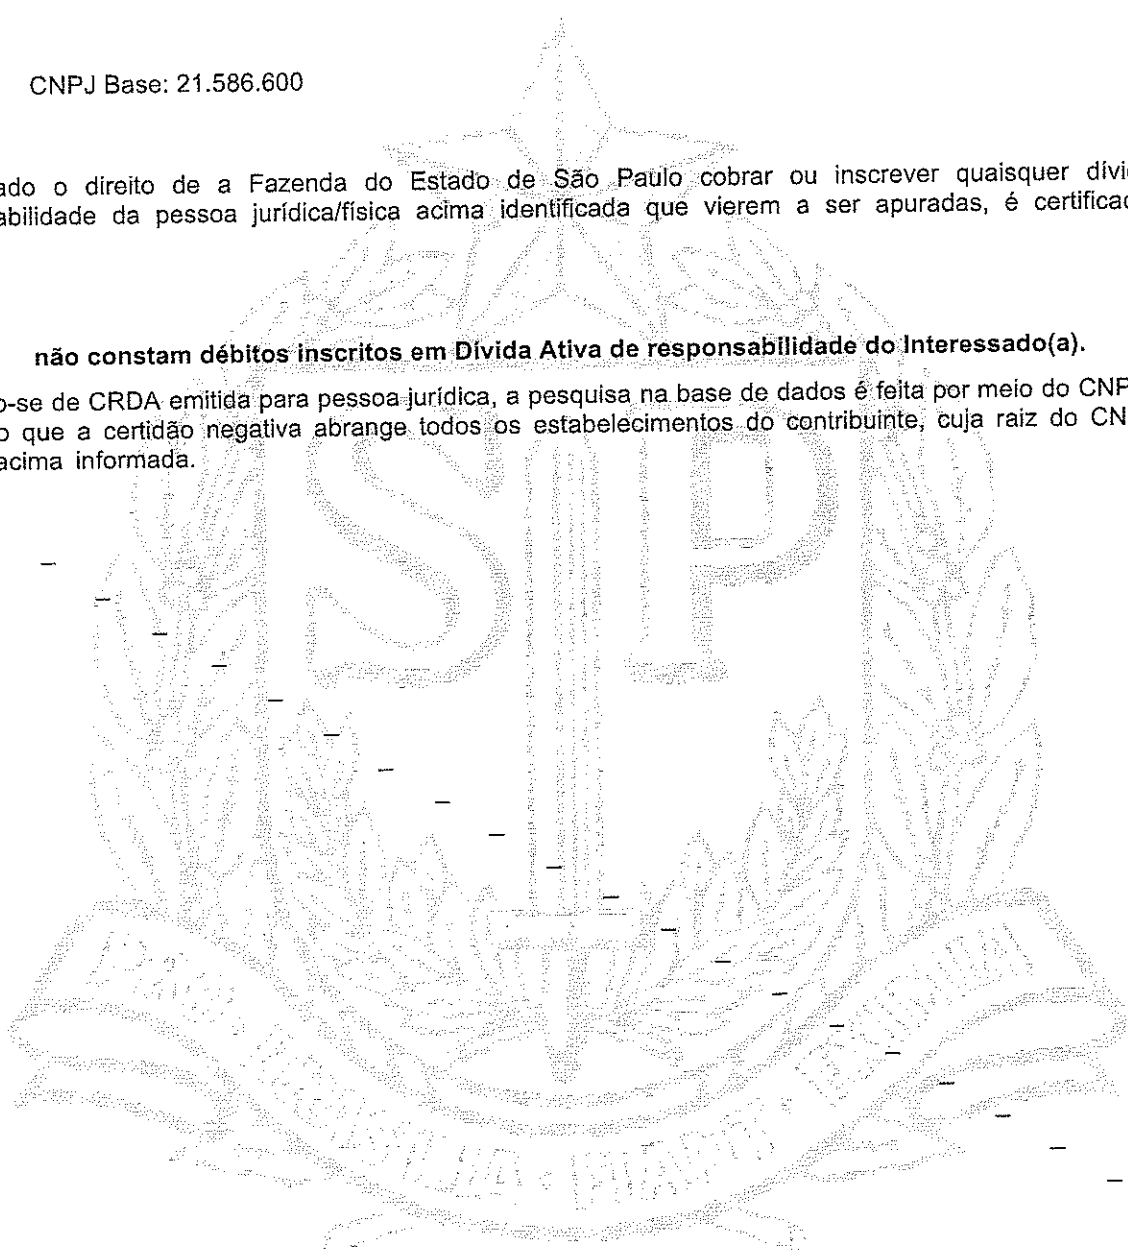 CNPJ Base: 21.586.600
ado o direito de a Fazenda do Estado de São Paulo cobrar ou inscrever quaisquer dívi
abilidade da pessoa jurídica/física acima identificada que vierem a ser apuradas, é certificad
não constam débitos inscritos em Dívida Ativa de responsabilidade do Interessado(a).
o-se de CRDA emitida para pessoa jurídica, a pesquisa na base de dados é feita por meio do CNP
o que a certidão negativa abrange todos os estabelecimentos do contribuinte, cuja raiz do CN
acima informada.
SP